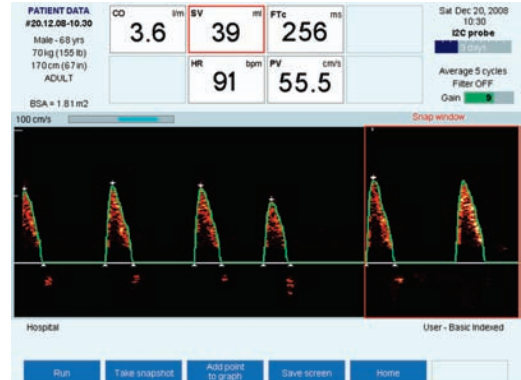 PATIENT DATA
#20.12.08-10.30
Male - 68 yrs
70 kg (155 lb)
170 cm (67 in)
ADULT
BSA = 1.81 m2
CO l/m
3.6
SV ml
39
FTc ms
256
HR bpm
91
PV cm/s
55.5
Sat Dec 20, 2008
10:30
I2C probe
9 days
Average 5 cycles
Filter OFF
Gain 9
100 cm/s
Snap window
Hospital
User - Basic Indexed
Run
Take snapshot
Add point
to graph
Save screen
Home